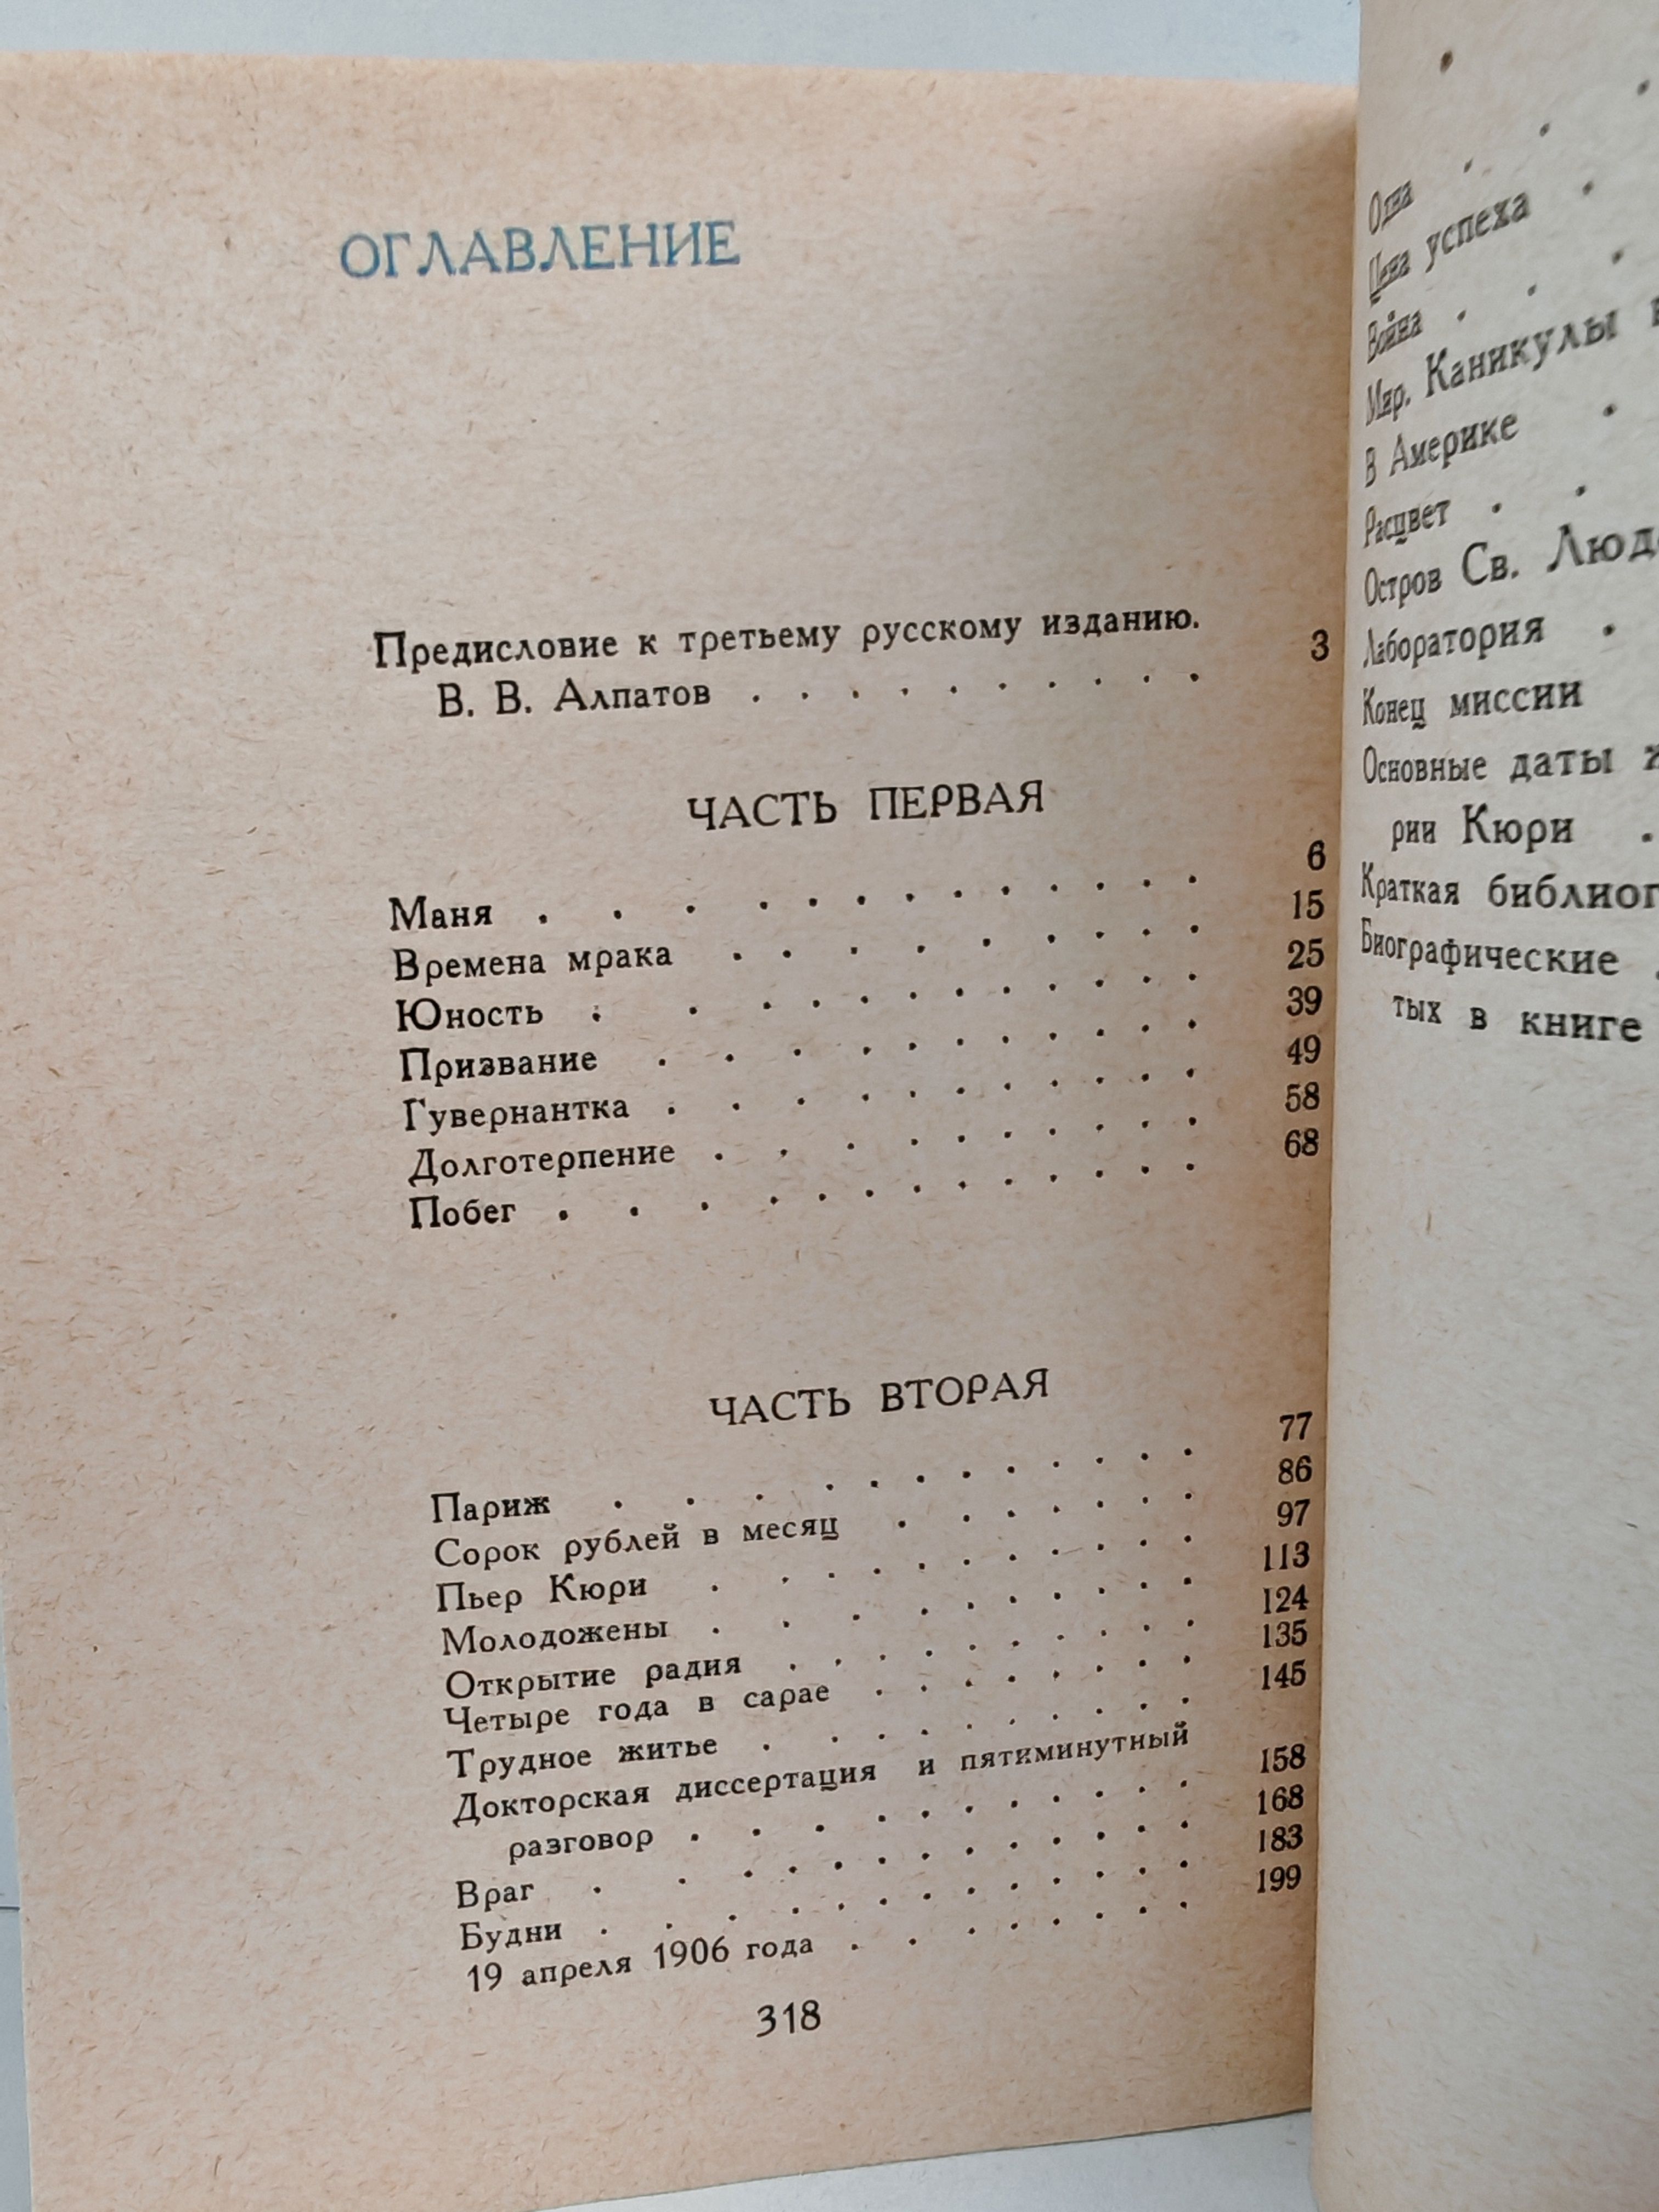 ОГЛАВЛЕНИЕ
Предисловие к третьему русскому изданию.
В. В. Алпатов . . . . . . . . . . 3
ЧАСТЬ ПЕРВАЯ
Маня . . . . . . . . . . . . . 6
Времена мрака . . . . . . . . . 15
Юность . . . . . . . . . . . . 25
Призвание . . . . . . . . . . . 39
Гувернантка . . . . . . . . . . 49
Долготерпение . . . . . . . . . 58
Побег . . . . . . . . . . . . . 68
ЧАСТЬ ВТОРАЯ
Париж . . . . . . . . . . . . 77
Сорок рублей в месяц . . . . . . . 86
Пьер Кюри . . . . . . . . . . 97
Молодожены . . . . . . . . . 113
Открытие радия . . . . . . . . . 124
Четыре года в сарае . . . . . . . . 135
Трудное житье . . . . . . . . . 145
Докторская диссертация и пятиминутный
разговор . . . . . . . . . . 158
Враг . . . . . . . . . . . . 168
Будни . . . . . . . . . . . . 183
19 апреля 1906 года . . . . . . . 199
318
Одна . . . .
Цена успеха .
Война . . .
Мир. Каникулы
В Америке .
Расцвет . .
Остров Св.
Лаборатория .
Конец миссии
Основные даты
рии Кюри .
Краткая
Биографические
тых в книге